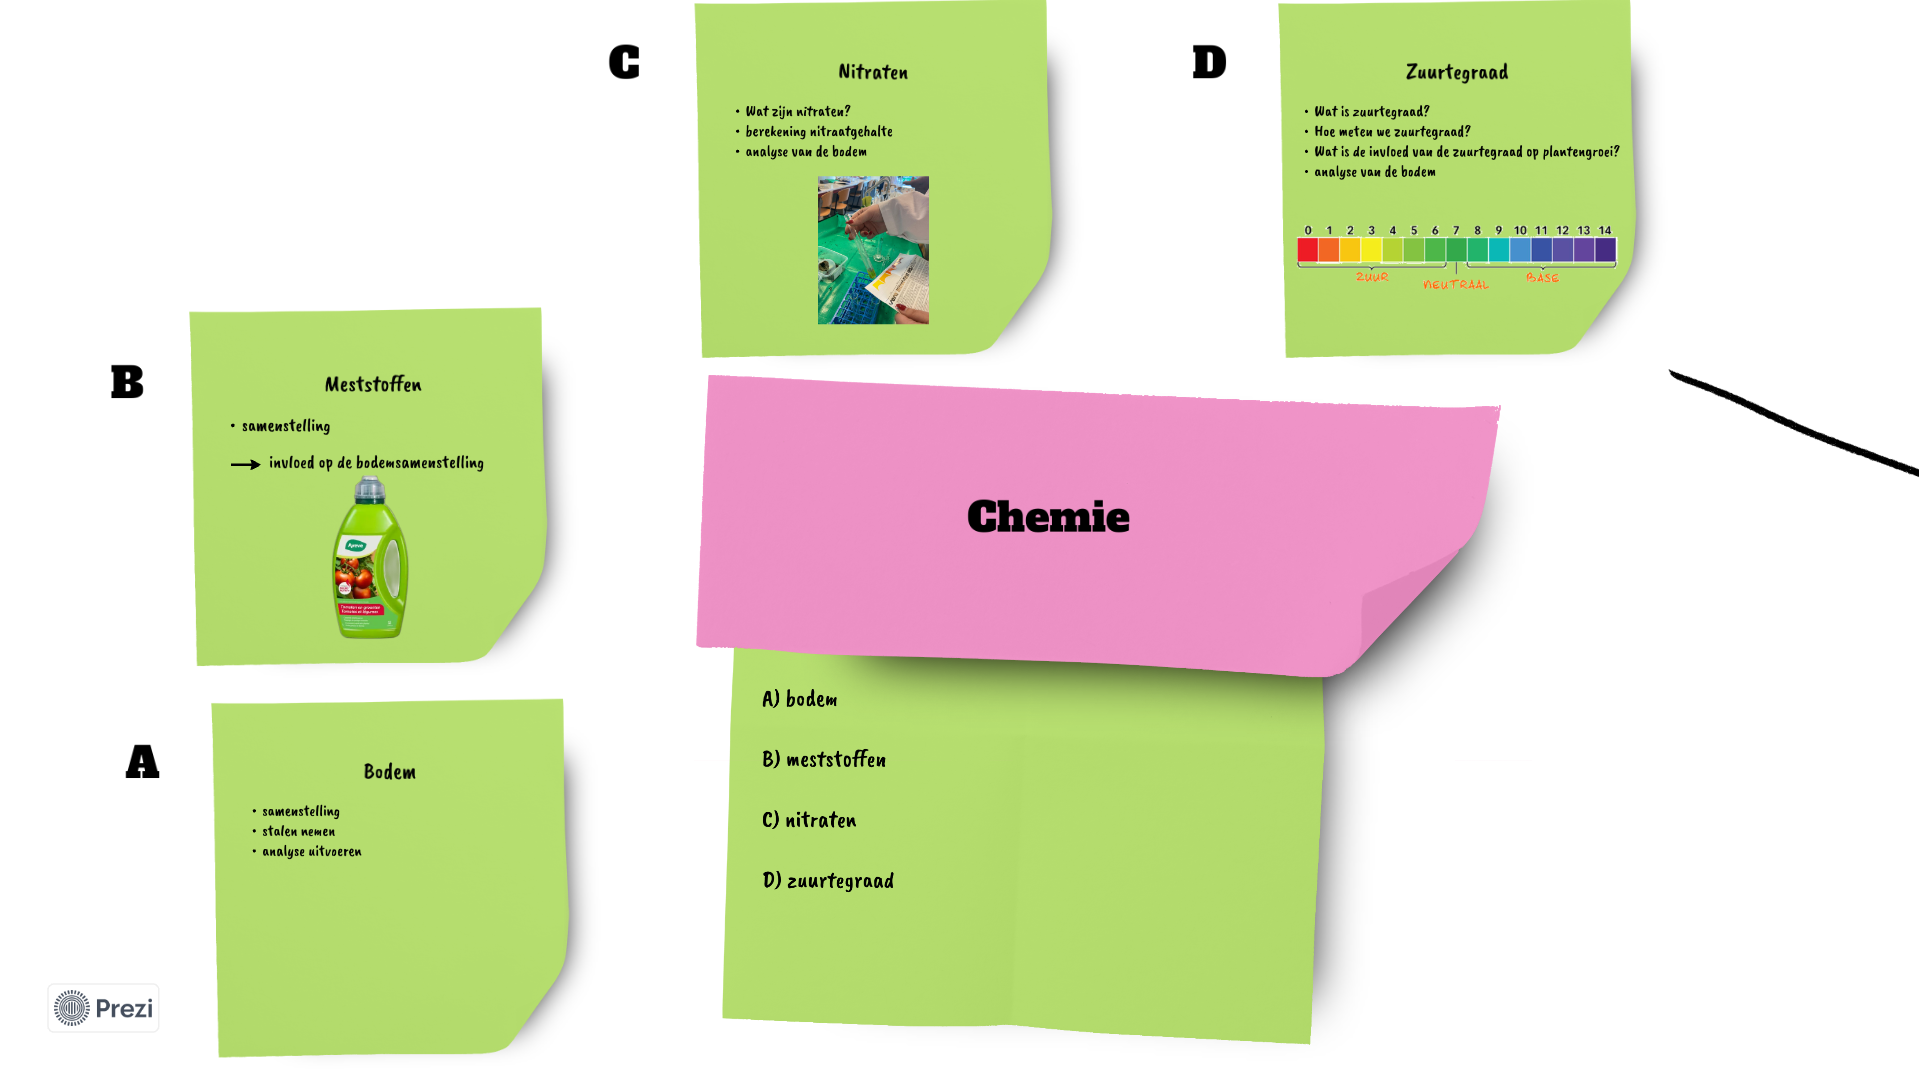 C
Nitraten
• Wat zijn nitraten?
• berekening nitraatgehalte
• analyse van de bodem
D
Zuurtegraad
• Wat is zuurtegraad?
• Hoe meten we zuurtegraad?
• Wat is de invloed van de zuurtegraad op plantengroei?
• analyse van de bodem
0 1 2 3 4 5 6 7 8 9 10 11 12 13 14
ZUUR
NEUTRAAL
BASE
B
Meststoffen
• samenstelling
→ invloed op de bodemsamenstelling
Chemie
A) bodem
B) meststoffen
C) nitraten
D) zuurtegraad
A
Bodem
• samenstelling
• stalen nemen
• analyse uitvoeren
Prezi